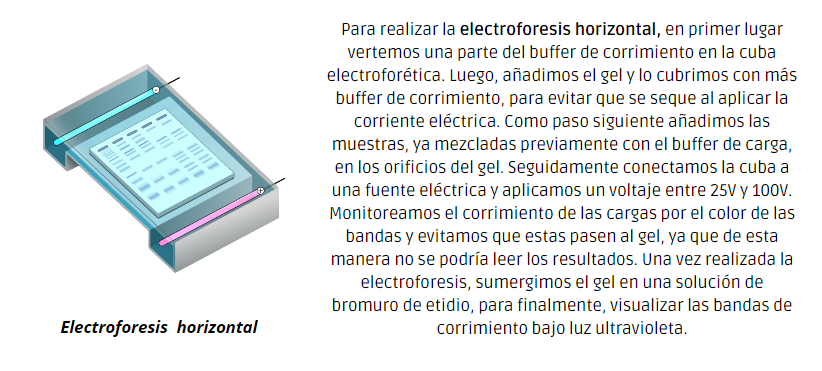 Para realizar la electroforesis horizontal, en primer lugar
vertemos una parte del buffer de corrimiento en la cuba
electroforética. Luego, añadimos el gel y lo cubrimos con más
buffer de corrimiento, para evitar que se seque al aplicar la
corriente eléctrica. Como paso siguiente añadimos las
muestras, ya mezcladas previamente con el buffer de carga,
en los orificios del gel. Seguidamente conectamos la cuba a
una fuente eléctrica y aplicamos un voltaje entre 25V y 100V.
Monitoreamos el corrimiento de las cargas por el color de las
bandas y evitamos que estas pasen al gel, ya que de esta
manera no se podría leer los resultados. Una vez realizada la
electroforesis, sumergimos el gel en una solución de
bromuro de etidio, para finalmente, visualizar las bandas de
corrimiento bajo luz ultravioleta.
Electroforesis horizontal